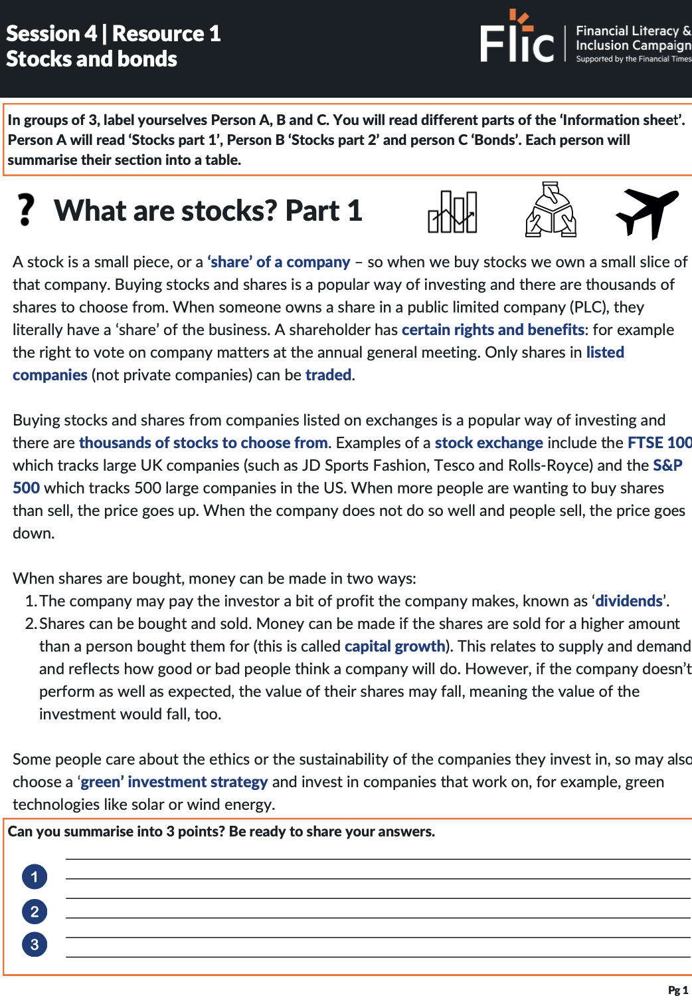 Session 4 | Resource 1
Stocks and bonds
Flic
Financial Literacy &
Inclusion Campaign
Supported by the Financial Times
In groups of 3, label yourselves Person A, B and C. You will read different parts of the ‘Information sheet’.
Person A will read ‘Stocks part 1’, Person B ‘Stocks part 2’ and person C ‘Bonds’. Each person will
summarise their section into a table.
? What are stocks? Part 1
A stock is a small piece, or a ‘share’ of a company – so when we buy stocks we own a small slice of
that company. Buying stocks and shares is a popular way of investing and there are thousands of
shares to choose from. When someone owns a share in a public limited company (PLC), they
literally have a ‘share’ of the business. A shareholder has certain rights and benefits: for example
the right to vote on company matters at the annual general meeting. Only shares in listed
companies (not private companies) can be traded.
Buying stocks and shares from companies listed on exchanges is a popular way of investing and
there are thousands of stocks to choose from. Examples of a stock exchange include the FTSE 100
which tracks large UK companies (such as JD Sports Fashion, Tesco and Rolls-Royce) and the S&P
500 which tracks 500 large companies in the US. When more people are wanting to buy shares
than sell, the price goes up. When the company does not do so well and people sell, the price goes
down.
When shares are bought, money can be made in two ways:
1. The company may pay the investor a bit of profit the company makes, known as ‘dividends’.
2. Shares can be bought and sold. Money can be made if the shares are sold for a higher amount
than a person bought them for (this is called capital growth). This relates to supply and demand
and reflects how good or bad people think a company will do. However, if the company doesn’t
perform as well as expected, the value of their shares may fall, meaning the value of the
investment would fall, too.
Some people care about the ethics or the sustainability of the companies they invest in, so may also
choose a ‘green’ investment strategy and invest in companies that work on, for example, green
technologies like solar or wind energy.
Can you summarise into 3 points? Be ready to share your answers.
1
2
3
Pg 1